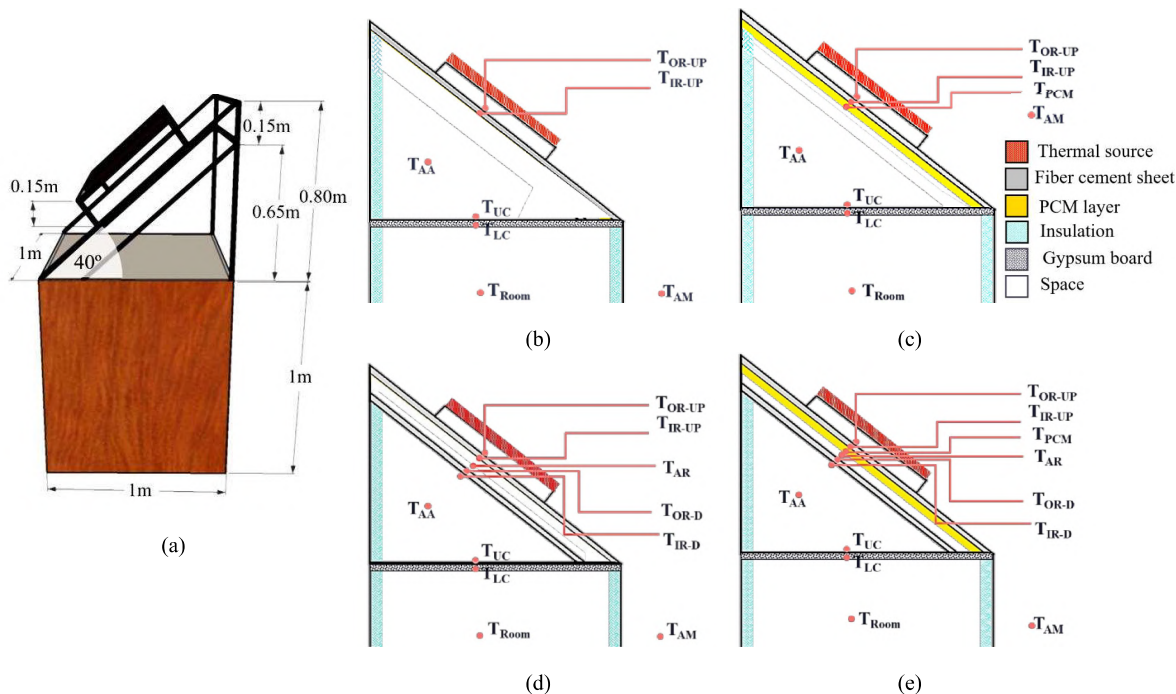 0.15m
0.15m
0.80m
0.65m
1m
40º
1m
1m
(a)
T_OR-UP
T_IR-UP
T_AA
T_UC
T_LC
T_Room
T_AM
(b)
T_OR-UP
T_IR-UP
T_PCM
T_AM
T_AA
T_UC
T_LC
T_Room
(c)
Thermal source
Fiber cement sheet
PCM layer
Insulation
Gypsum board
Space
T_OR-UP
T_IR-UP
T_AR
T_OR-D
T_IR-D
T_AA
T_UC
T_LC
T_Room
T_AM
(d)
T_OR-UP
T_IR-UP
T_PCM
T_AR
T_OR-D
T_IR-D
T_AA
T_UC
T_LC
T_Room
T_AM
(e)